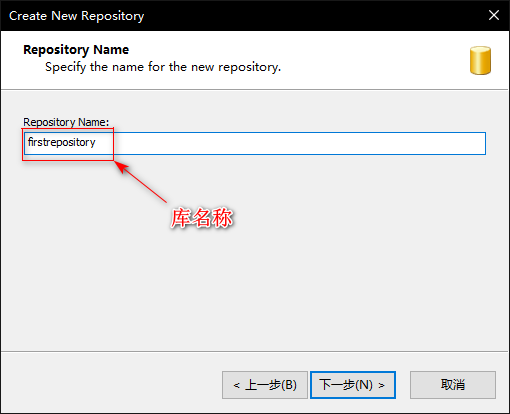 Create New Repository
Repository Name
Specify the name for the new repository.
Repository Name:
firstrepository
库名称
< 上一步(B)
下一步(N) >
取消